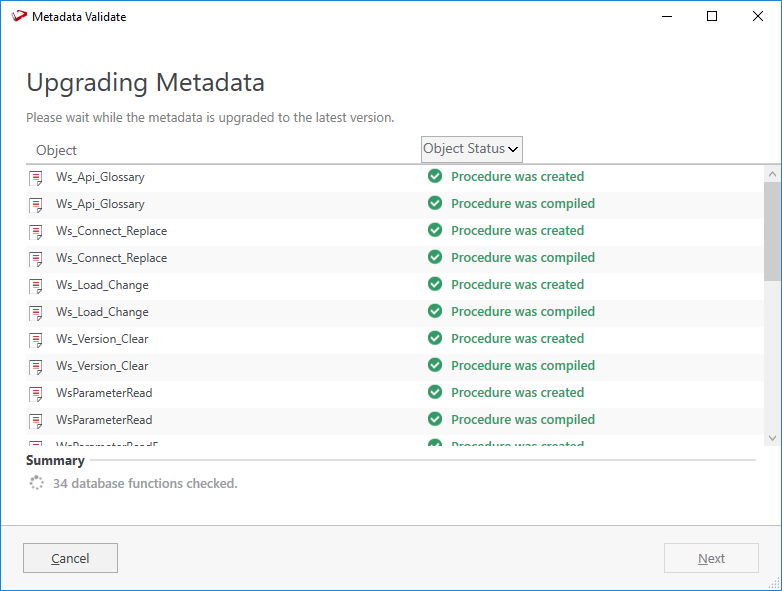 Metadata Validate
Upgrading Metadata
Please wait while the metadata is upgraded to the latest version.
Object Object Status
Ws_Api_Glossary Procedure was created
Ws_Api_Glossary Procedure was compiled
Ws_Connect_Replace Procedure was created
Ws_Connect_Replace Procedure was compiled
Ws_Load_Change Procedure was created
Ws_Load_Change Procedure was compiled
Ws_Version_Clear Procedure was created
Ws_Version_Clear Procedure was compiled
WsParameterRead Procedure was created
WsParameterRead Procedure was compiled
Procedure was created
Summary
34 database functions checked.
Cancel Next